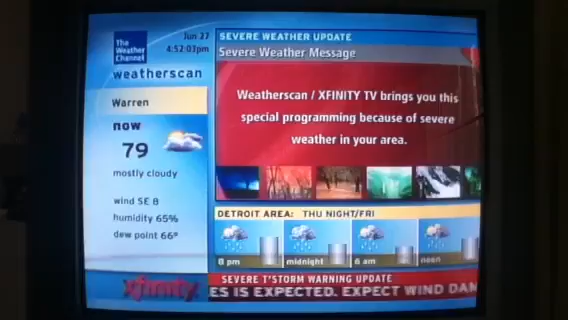 The
Weather
Channel
Jun 27
4:52:03pm
weatherscan
Warren
now
79
mostly cloudy
wind SE 8
humidity 65%
dew point 66°
SEVERE WEATHER UPDATE
Severe Weather Message
Weatherscan / XFINITY TV brings you this
special programming because of severe
weather in your area.
DETROIT AREA: THU NIGHT/FRI
8 pm
midnight
6 am
noon
xfinity
SEVERE T'STORM WARNING UPDATE
ES IS EXPECTED. EXPECT WIND DAM